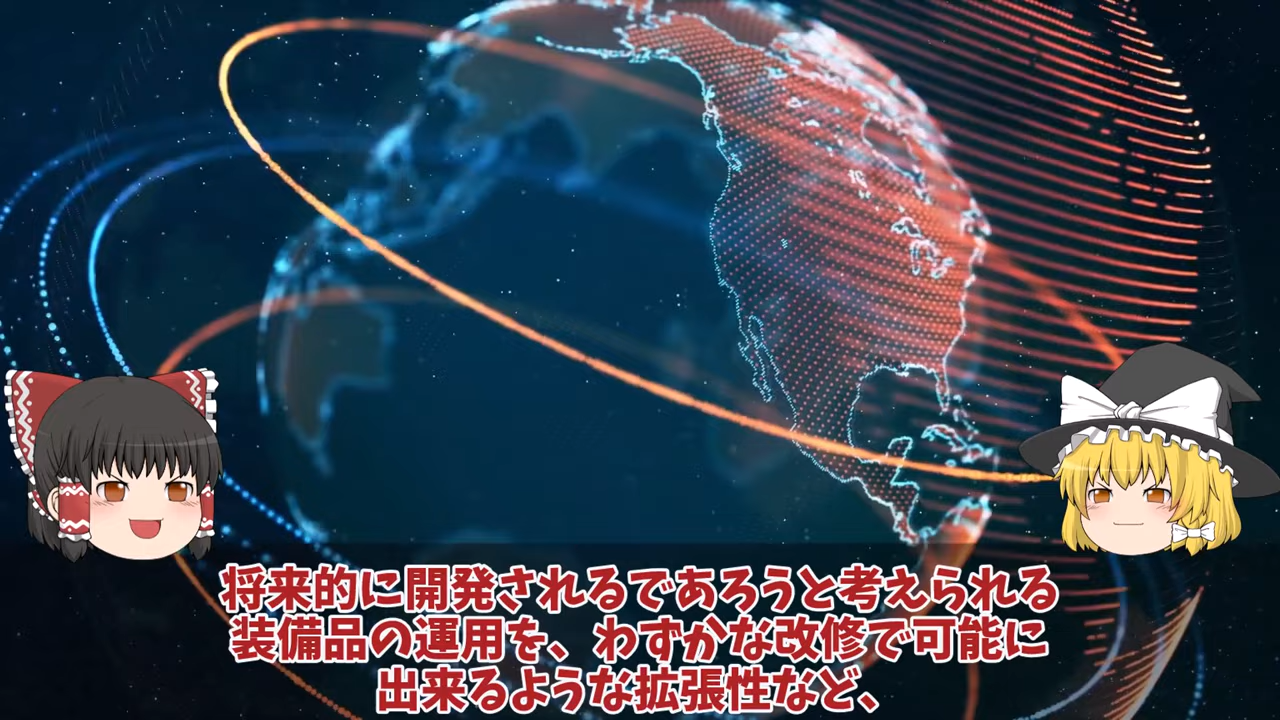 将来的に開発されるであろうと考えられる
装備品の運用を、わずかな改修で可能に
出来るような拡張性など、